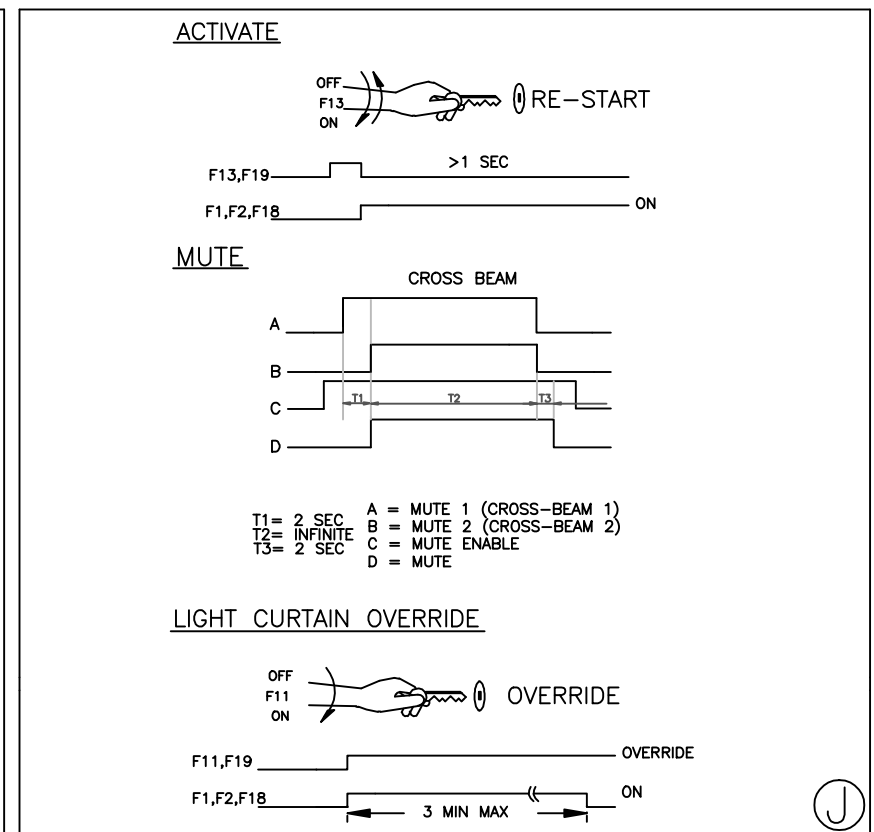 ACTIVATE
OFF
F13
ON
RE-START
F13,F19
>1 SEC
F1,F2,F18
ON
MUTE
CROSS BEAM
A
B
C
T1
T2
T3
D
T1= 2 SEC
T2= INFINITE
T3= 2 SEC
A = MUTE 1 (CROSS-BEAM 1)
B = MUTE 2 (CROSS-BEAM 2)
C = MUTE ENABLE
D = MUTE
LIGHT CURTAIN OVERRIDE
OFF
F11
ON
OVERRIDE
F11,F19
OVERRIDE
F1,F2,F18
ON
3 MIN MAX
J